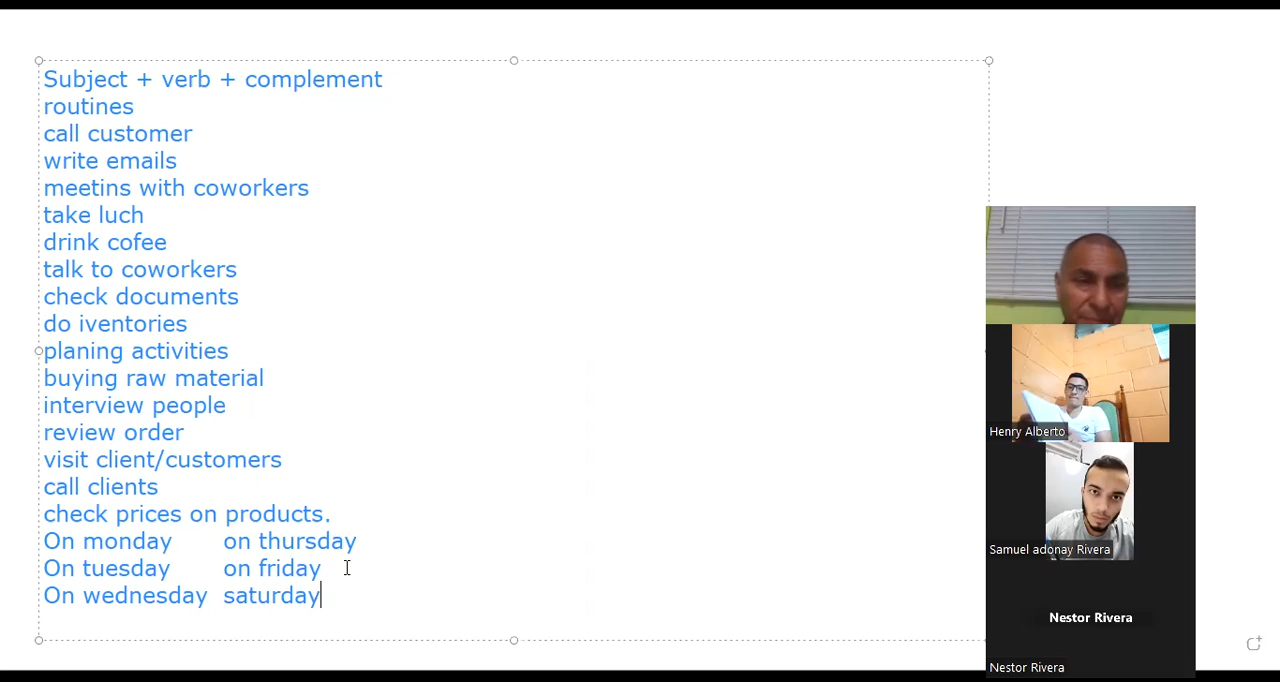 Subject + verb + complement
routines
call customer
write emails
meetins with coworkers
take luch
drink cofee
talk to coworkers
check documents
do iventories
planing activities
buying raw material
interview people
review order
visit client/customers
call clients
check prices on products.
On monday on thursday
On tuesday on friday
On wednesday saturday
Henry Alberto
Samuel adonay Rivera
Nestor Rivera
Nestor Rivera